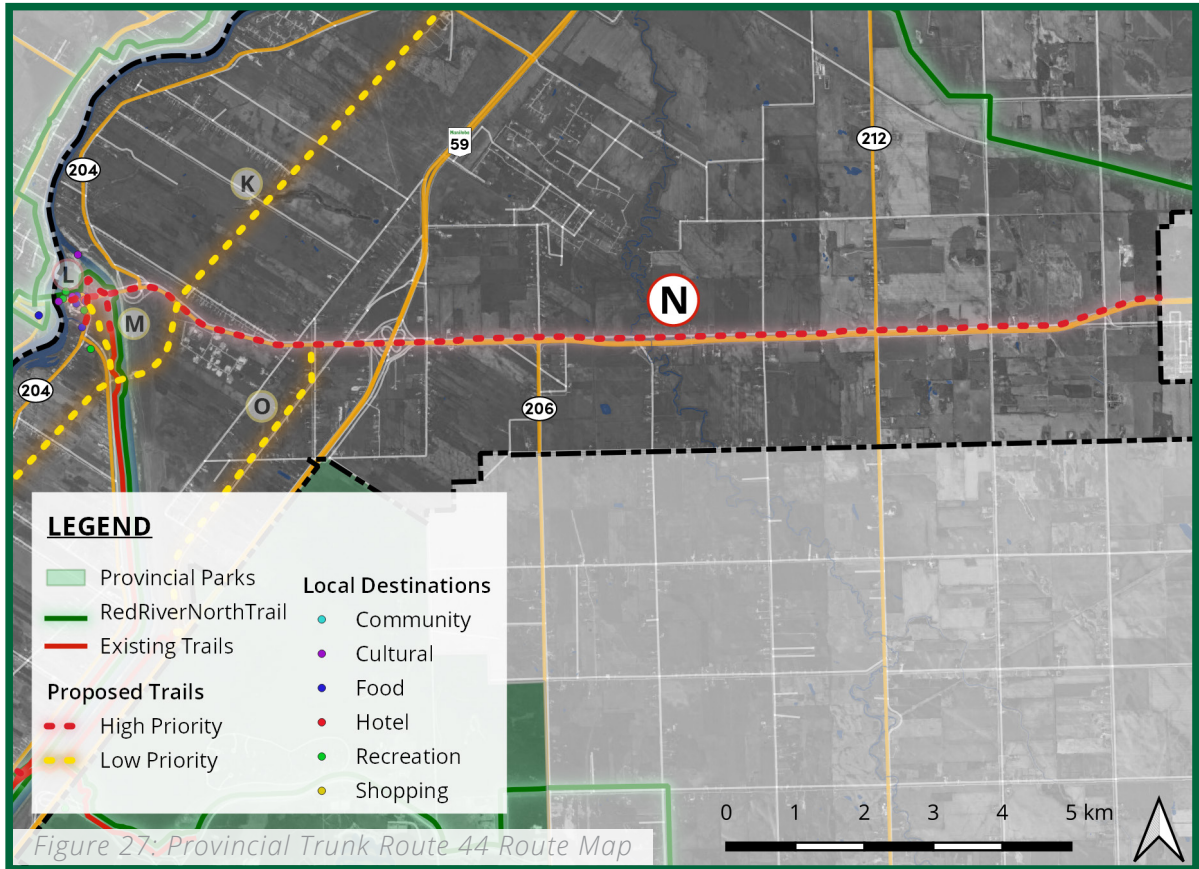 Manitoba
59
212
204
K
L
N
M
O
204
206
LEGEND
Provincial Parks
RedRiverNorthTrail
Existing Trails
Proposed Trails
High Priority
Low Priority
Local Destinations
Community
Cultural
Food
Hotel
Recreation
Shopping
0 1 2 3 4 5 km
Figure 27: Provincial Trunk Route 44 Route Map